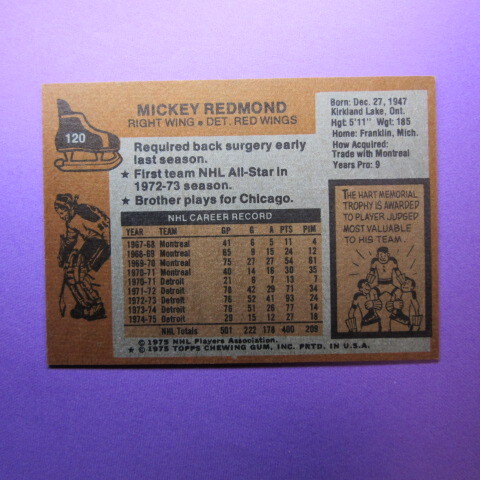 120
MICKEY REDMOND
RIGHT WING • DET. RED WINGS
Required back surgery early
last season.
★ First team NHL All-Star in
1972-73 season.
★ Brother plays for Chicago.
Born: Dec. 27, 1947
Kirkland Lake, Ont.
Hgt: 5'11" Wgt: 185
Home: Franklin, Mich.
How Acquired:
Trade with Montreal
Years Pro: 9
THE HART MEMORIAL
TROPHY IS AWARDED
TO PLAYER JUDGED
MOST VALUABLE
TO HIS TEAM.
NHL CAREER RECORD
YEAR TEAM GP G A PTS PIM
1967-68 Montreal 41 6 5 11 4
1968-69 Montreal 65 9 15 24 12
1969-70 Montreal 75 27 27 54 61
1970-71 Montreal 40 14 16 30 35
1970-71 Detroit 21 6 8 13 7
1971-72 Detroit 78 42 29 71 34
1972-73 Detroit 76 52 41 93 24
1973-74 Detroit 76 51 26 77 14
1974-75 Detroit 29 15 12 27 18
NHL Totals 501 222 178 400 209
© 1975 NHL Players Association.
★ © 1975 TOPPS CHEWING GUM, INC. PRTD. IN U.S.A.